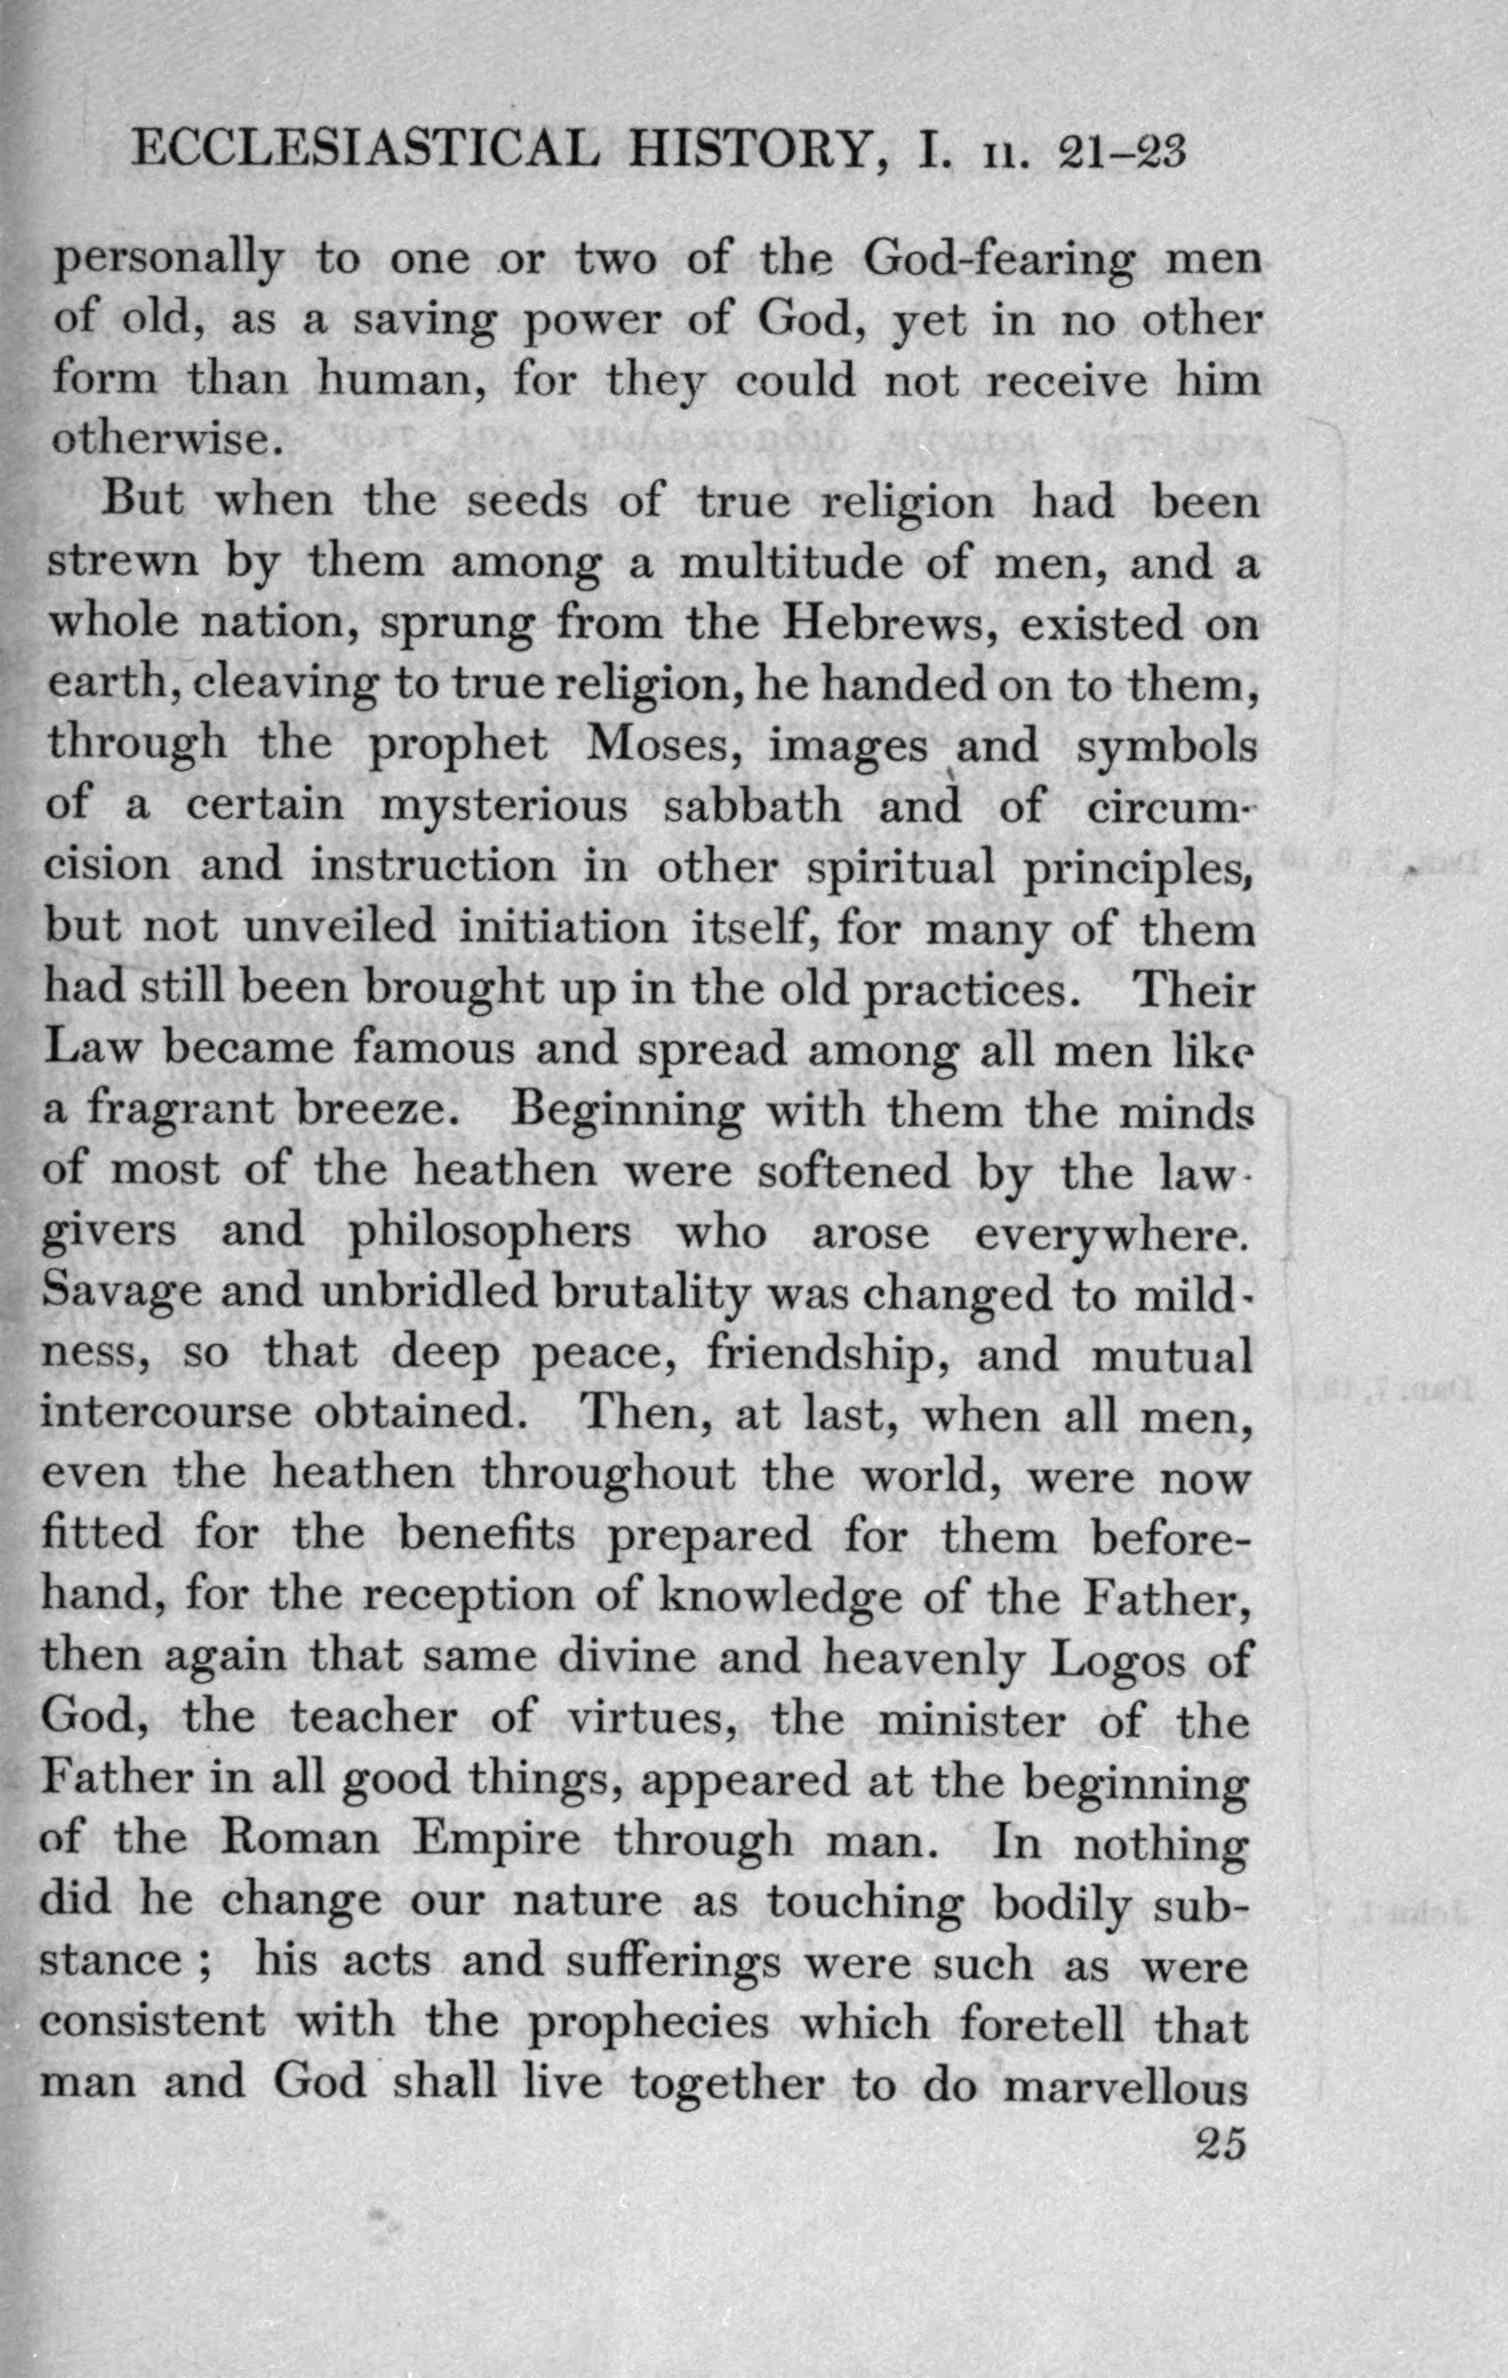 ECCLESIASTICAL HISTORY, I. II. 21–23
personally to one or two of the God-fearing men
of old, as a saving power of God, yet in no other
form than human, for they could not receive him
otherwise.
But when the seeds of true religion had been
strewn by them among a multitude of men, and a
whole nation, sprung from the Hebrews, existed on
earth, cleaving to true religion, he handed on to them,
through the prophet Moses, images and symbols
of a certain mysterious sabbath and of circum-
cision and instruction in other spiritual principles,
but not unveiled initiation itself, for many of them
had still been brought up in the old practices. Their
Law became famous and spread among all men like
a fragrant breeze. Beginning with them the minds
of most of the heathen were softened by the law-
givers and philosophers who arose everywhere.
Savage and unbridled brutality was changed to mild-
ness, so that deep peace, friendship, and mutual
intercourse obtained. Then, at last, when all men,
even the heathen throughout the world, were now
fitted for the benefits prepared for them before-
hand, for the reception of knowledge of the Father,
then again that same divine and heavenly Logos of
God, the teacher of virtues, the minister of the
Father in all good things, appeared at the beginning
of the Roman Empire through man. In nothing
did he change our nature as touching bodily sub-
stance ; his acts and sufferings were such as were
consistent with the prophecies which foretell that
man and God shall live together to do marvellous
25